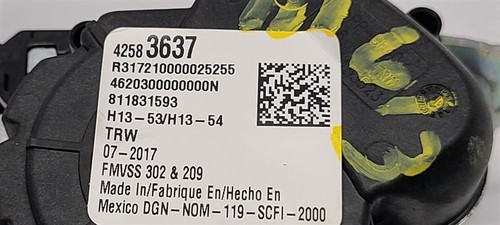 4258 3637
R317210000025255
4620300000000N
811831593
H13-53/H13-54
TRW
07-2017
FMVSS 302 & 209
Made In/Fabrique En/Hecho En
Mexico DGN-NOM-119-SCFI-2000